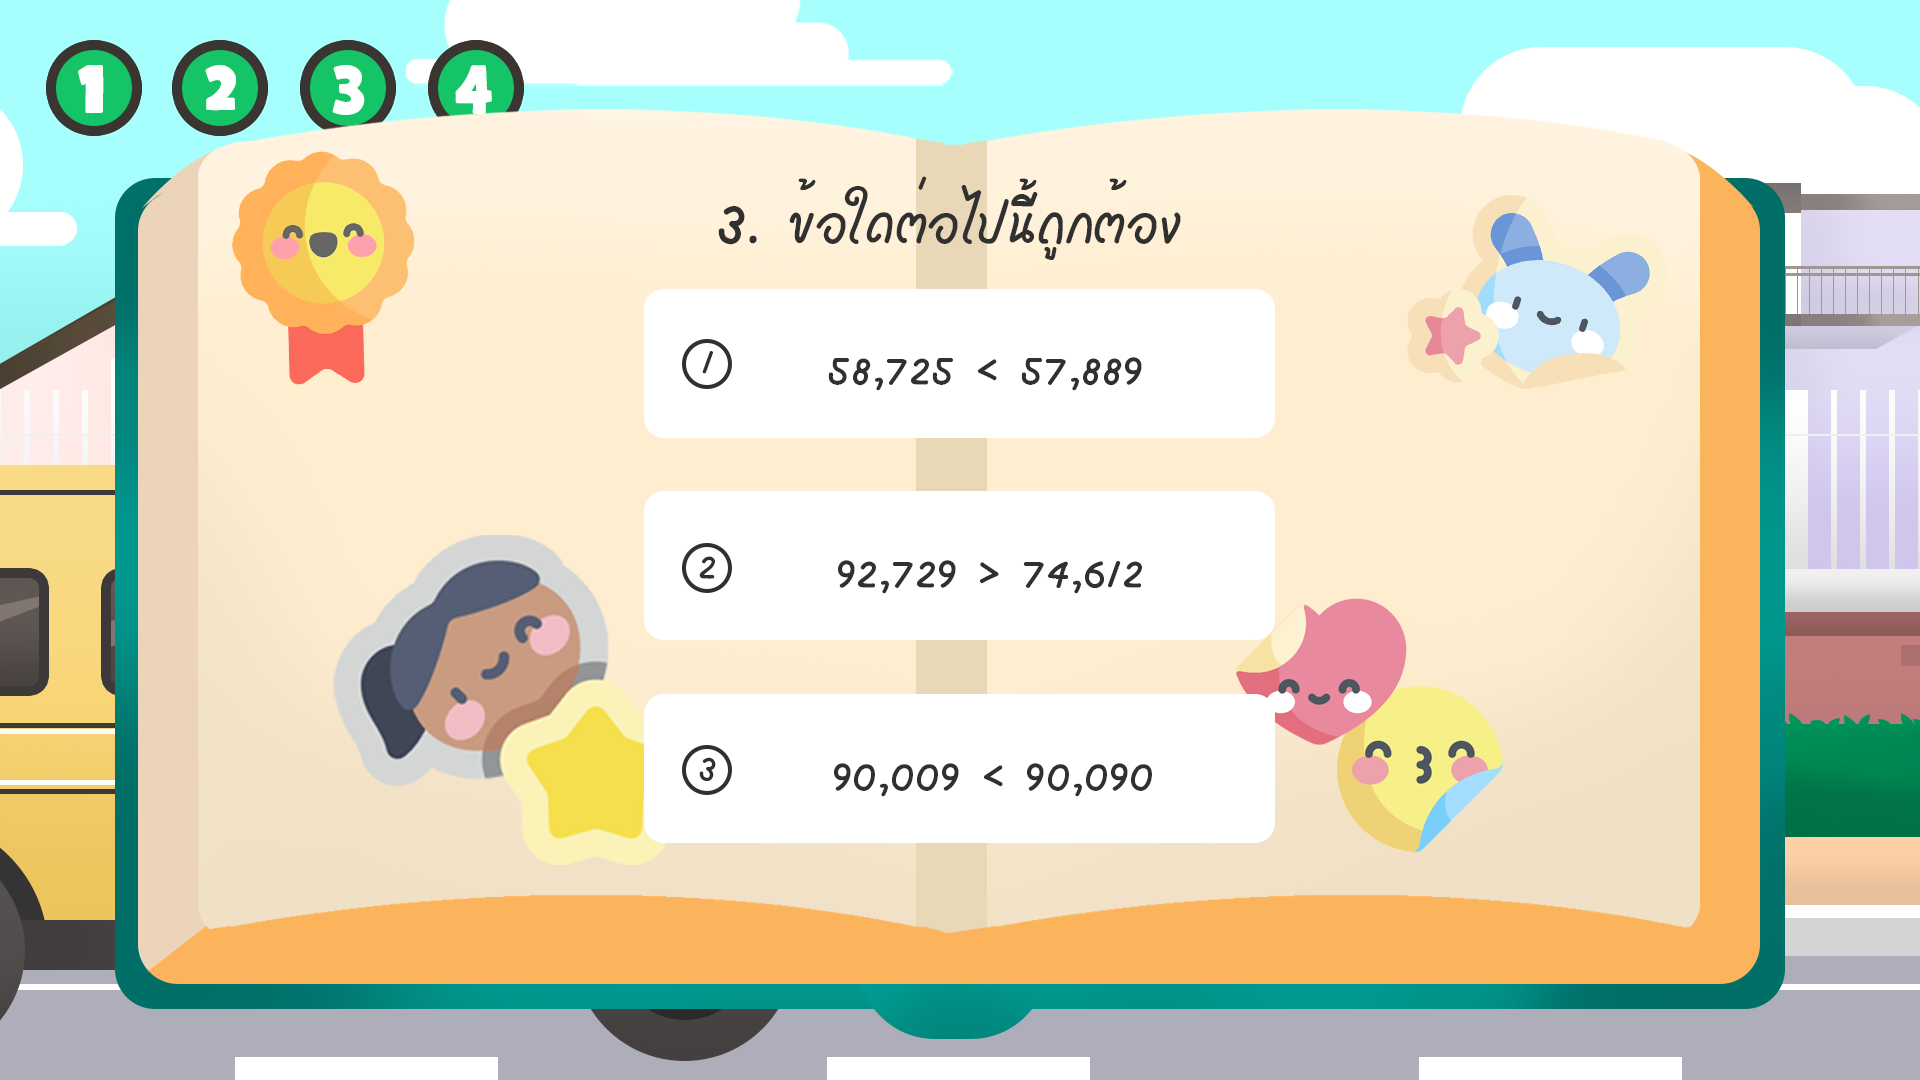 1 2 3 4
3. ข้อใดต่อไปนี้ถูกต้อง
1 58,725 < 57,889
2 92,729 > 74,612
3 90,009 < 90,090